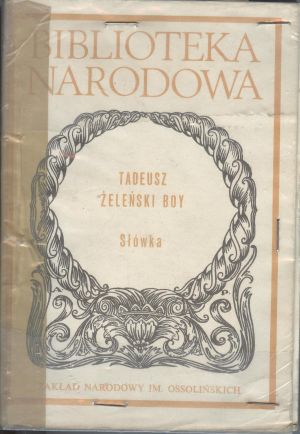 BIBLIOTEKA
NARODOWA
TADEUSZ
ŻELEŃSKI BOY
Słówka
ZAKŁAD NARODOWY IM. OSSOLIŃSKICH